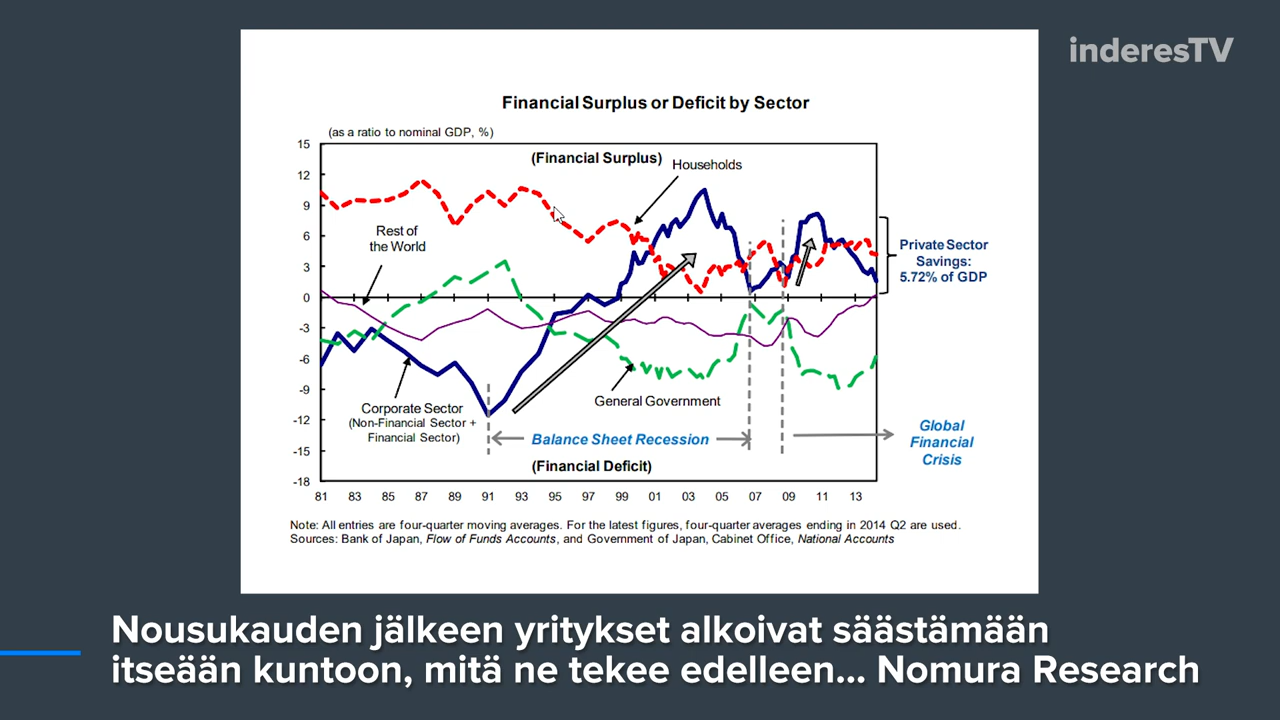 inderesTV
Financial Surplus or Deficit by Sector
(as a ratio to nominal GDP, %)
15
12
9
6
3
0
-3
-6
-9
-12
-15
-18
(Financial Surplus)
Households
Rest of
the World
Private Sector
Savings:
5.72% of GDP
Corporate Sector
(Non-Financial Sector +
Financial Sector)
General Government
Balance Sheet Recession
Global
Financial
Crisis
(Financial Deficit)
81 83 85 87 89 91 93 95 97 99 01 03 05 07 09 11 13
Note: All entries are four-quarter moving averages. For the latest figures, four-quarter averages ending in 2014 Q2 are used.
Sources: Bank of Japan, Flow of Funds Accounts, and Government of Japan, Cabinet Office, National Accounts
Nousukauden jälkeen yritykset alkoivat säästämään
itseään kuntoon, mitä ne tekee edelleen... Nomura Research